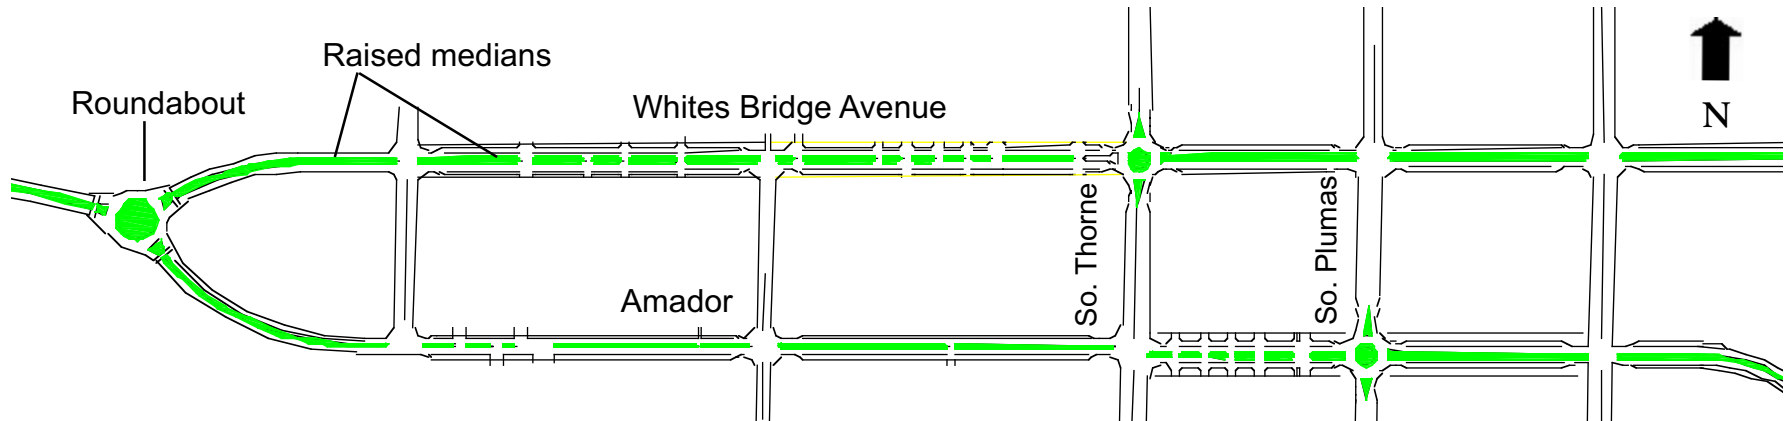 Raised medians
Roundabout
Whites Bridge Avenue
N
So. Thorne
So. Plumas
Amador